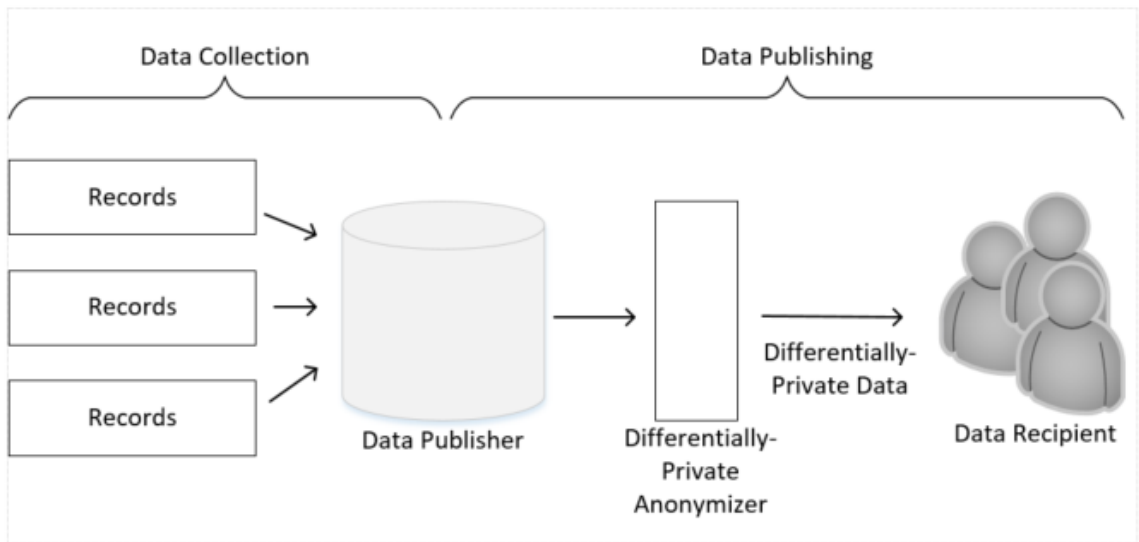 Data Collection
Data Publishing
Records
Records
Records
Data Publisher
Differentially-
Private
Anonymizer
Differentially-
Private Data
Data Recipient